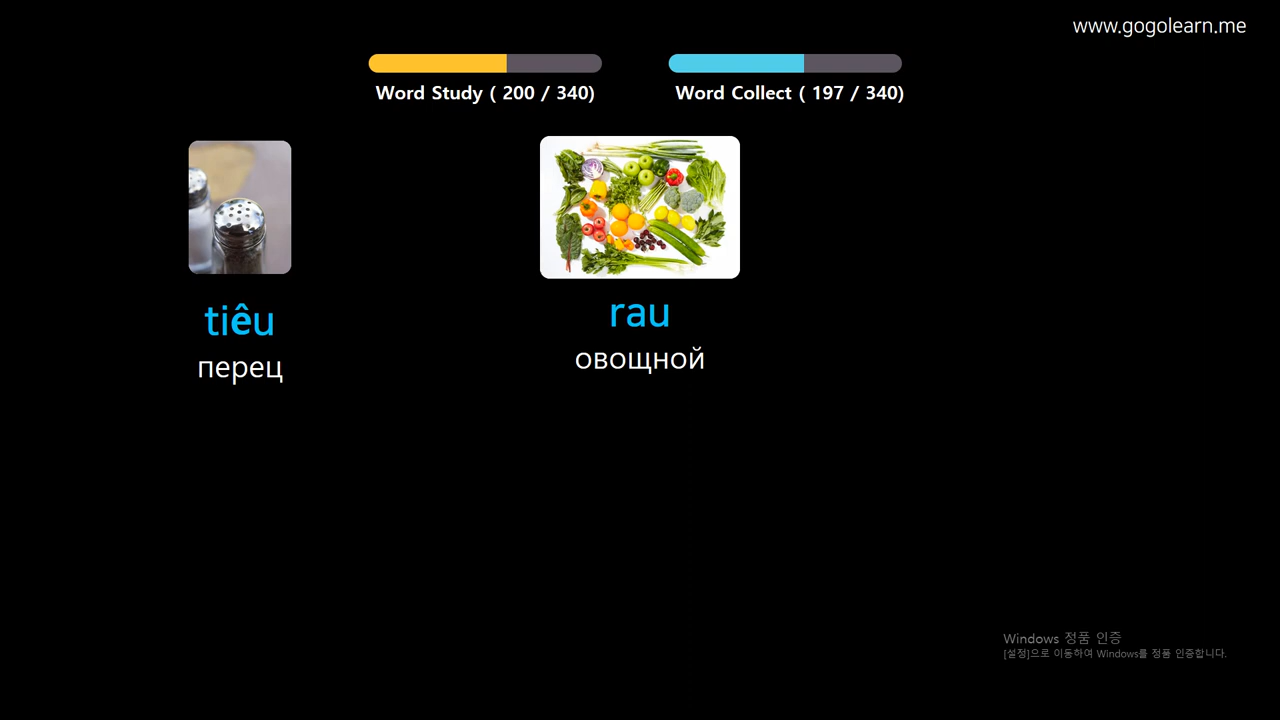 www.gogolearn.me
Word Study ( 200 / 340)
Word Collect ( 197 / 340)
tiêu
перец
rau
овощной
Windows 정품 인증
[설정]으로 이동하여 Windows를 정품 인증합니다.